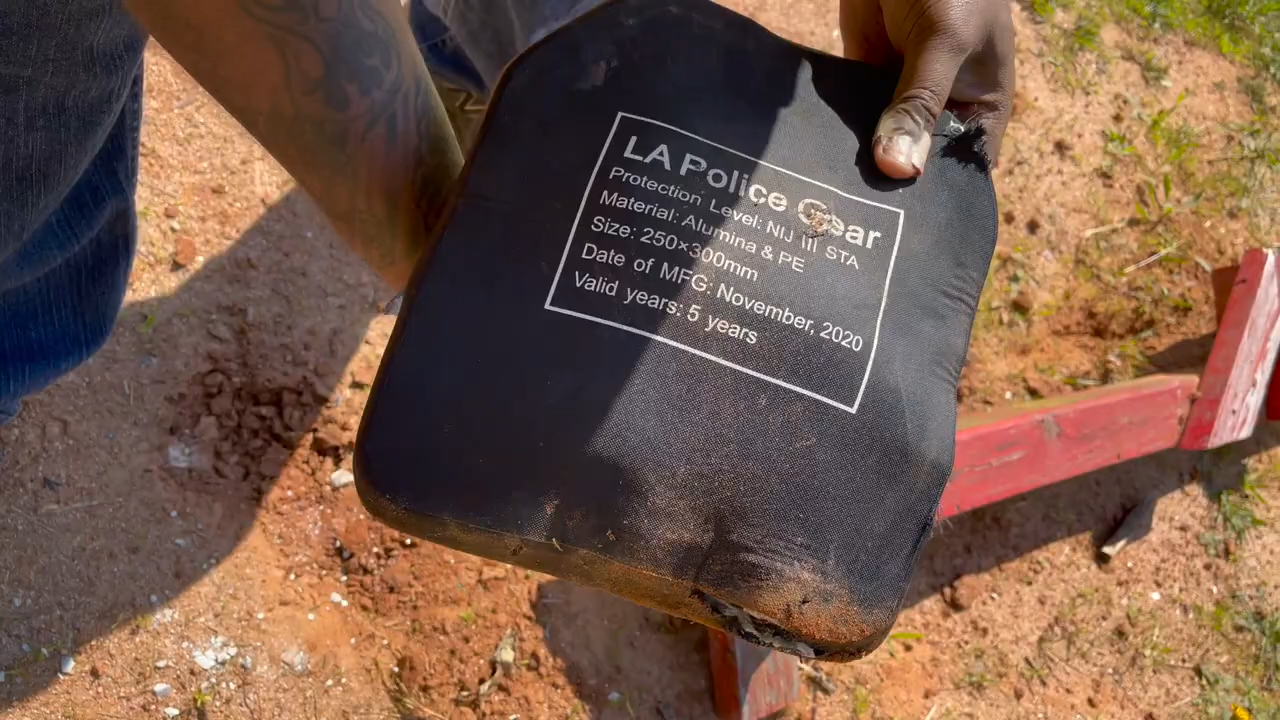 LA Police Gear
Protection Level: NIJ III STA
Material: Alumina & PE
Size: 250×300mm
Date of MFG: November, 2020
Valid years: 5 years